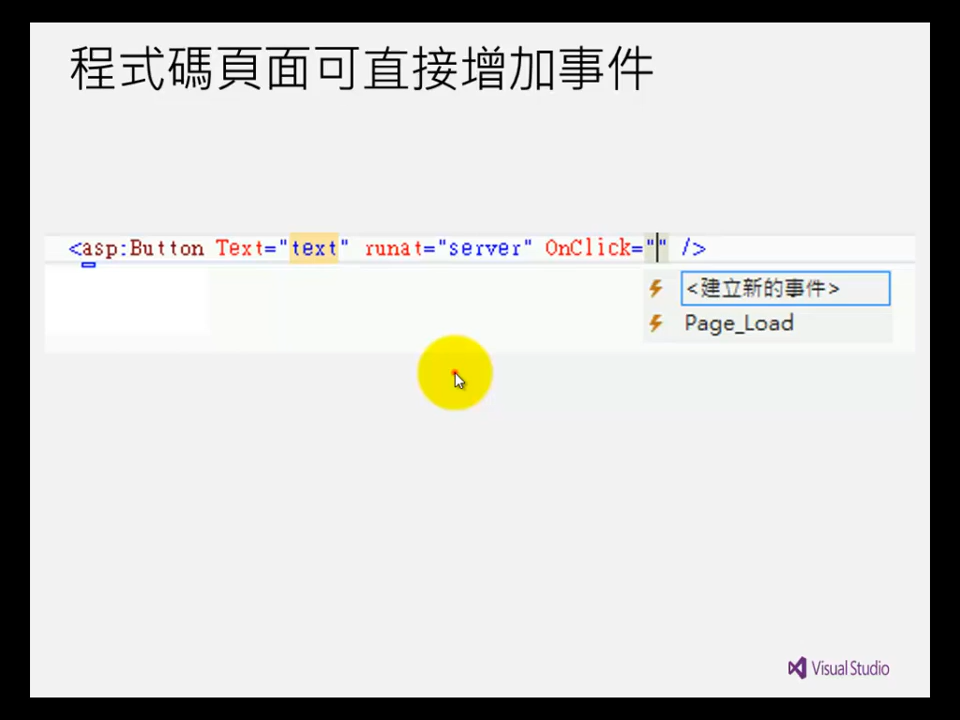 程式碼頁面可直接增加事件
<asp:Button Text="text" runat="server" OnClick="" />
<建立新的事件>
Page_Load
Visual Studio